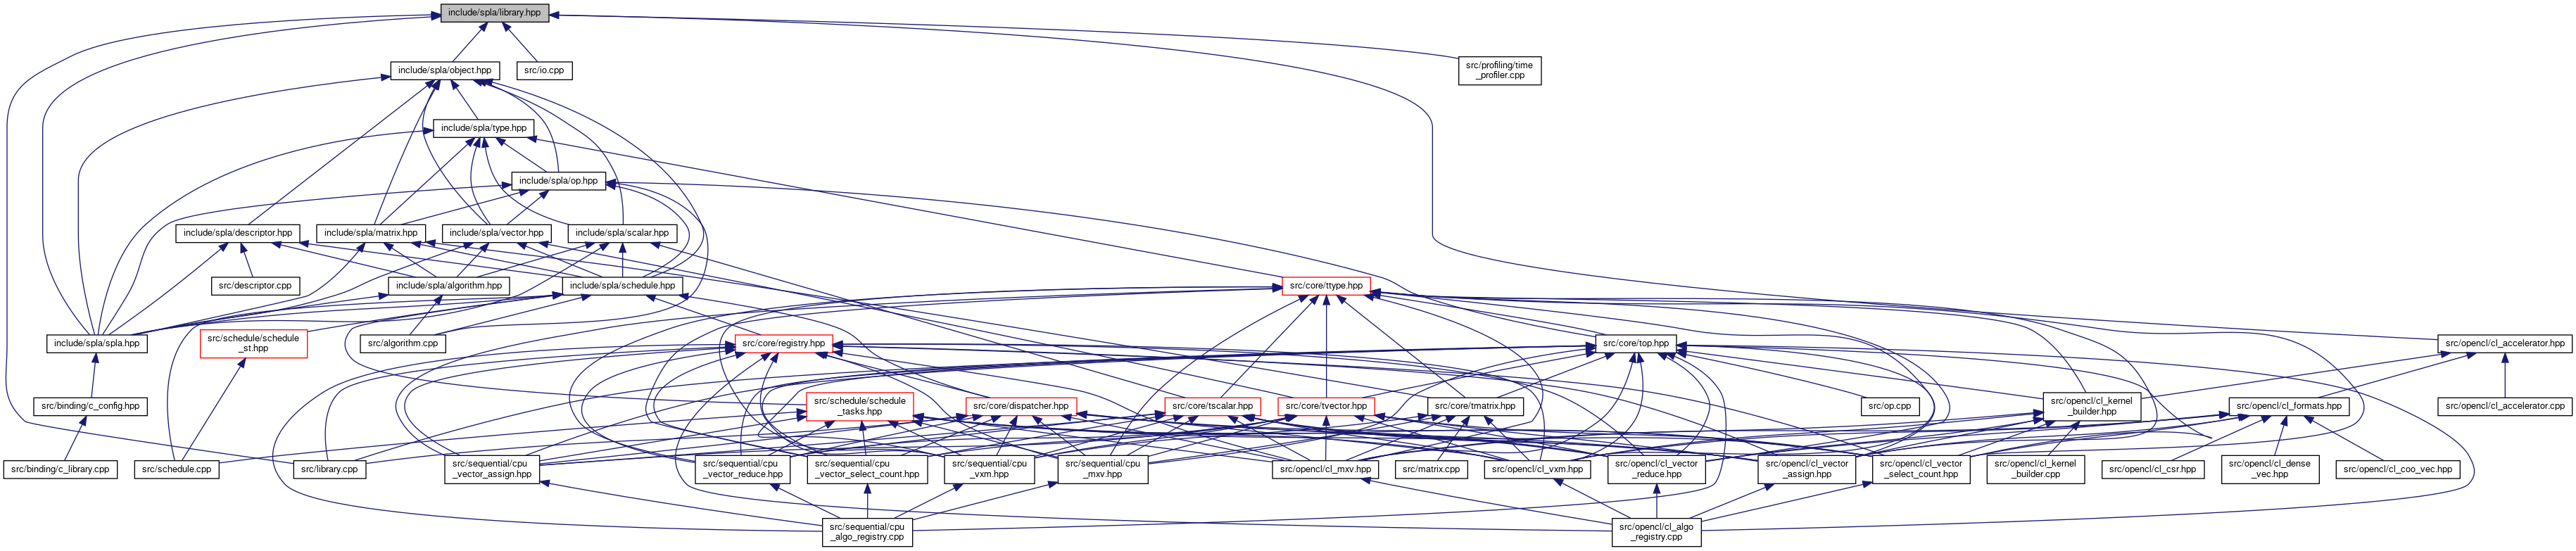 include/spla/library.hpp
include/spla/object.hpp
src/io.cpp
src/profiling/time
_profiler.cpp
include/spla/type.hpp
include/spla/op.hpp
include/spla/descriptor.hpp
include/spla/matrix.hpp
include/spla/vector.hpp
include/spla/scalar.hpp
src/descriptor.cpp
include/spla/algorithm.hpp
include/spla/schedule.hpp
src/core/ttype.hpp
include/spla/spla.hpp
src/schedule/schedule
_st.hpp
src/algorithm.cpp
src/core/registry.hpp
src/core/top.hpp
src/opencl/cl_accelerator.hpp
src/binding/c_config.hpp
src/schedule/schedule
_tasks.hpp
src/core/dispatcher.hpp
src/core/tscalar.hpp
src/core/tvector.hpp
src/core/tmatrix.hpp
src/op.cpp
src/opencl/cl_kernel
_builder.hpp
src/opencl/cl_formats.hpp
src/opencl/cl_accelerator.cpp
src/binding/c_library.cpp
src/schedule.cpp
src/library.cpp
src/sequential/cpu
_vector_assign.hpp
src/sequential/cpu
_vector_reduce.hpp
src/sequential/cpu
_vector_select_count.hpp
src/sequential/cpu
_vxm.hpp
src/sequential/cpu
_mxv.hpp
src/opencl/cl_mxv.hpp
src/matrix.cpp
src/opencl/cl_vxm.hpp
src/opencl/cl_vector
_reduce.hpp
src/opencl/cl_vector
_assign.hpp
src/opencl/cl_vector
_select_count.hpp
src/opencl/cl_kernel
_builder.cpp
src/opencl/cl_csr.hpp
src/opencl/cl_dense
_vec.hpp
src/opencl/cl_coo_vec.hpp
src/sequential/cpu
_algo_registry.cpp
src/opencl/cl_algo
_registry.cpp